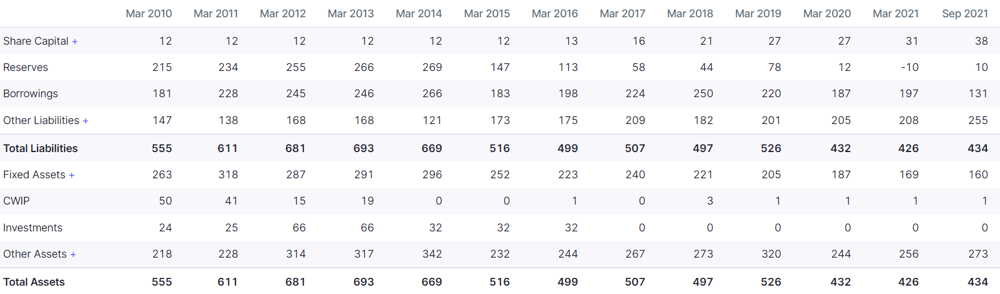 Mar 2010 Mar 2011 Mar 2012 Mar 2013 Mar 2014 Mar 2015 Mar 2016 Mar 2017 Mar 2018 Mar 2019 Mar 2020 Mar 2021 Sep 2021
Share Capital + 12 12 12 12 12 12 13 16 21 27 27 31 38
Reserves 215 234 255 266 269 147 113 58 44 78 12 -10 10
Borrowings 181 228 245 246 266 183 198 224 250 220 187 197 131
Other Liabilities + 147 138 168 168 121 173 175 209 182 201 205 208 255
Total Liabilities 555 611 681 693 669 516 499 507 497 526 432 426 434
Fixed Assets + 263 318 287 291 296 252 223 240 221 205 187 169 160
CWIP 50 41 15 19 0 0 1 0 3 1 1 1 1
Investments 24 25 66 66 32 32 32 0 0 0 0 0 0
Other Assets + 218 228 314 317 342 232 244 267 273 320 244 256 273
Total Assets 555 611 681 693 669 516 499 507 497 526 432 426 434